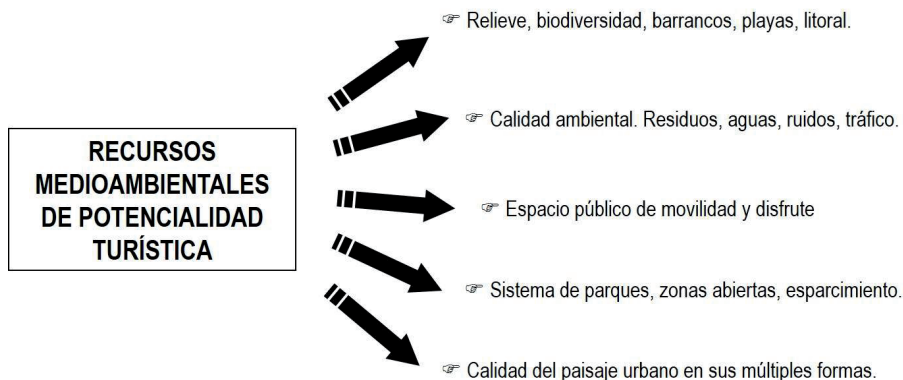 RECURSOS
MEDIOAMBIENTALES
DE POTENCIALIDAD
TURÍSTICA
☞ Relieve, biodiversidad, barrancos, playas, litoral.
☞ Calidad ambiental. Residuos, aguas, ruidos, tráfico.
☞ Espacio público de movilidad y disfrute
☞ Sistema de parques, zonas abiertas, esparcimiento.
☞ Calidad del paisaje urbano en sus múltiples formas.